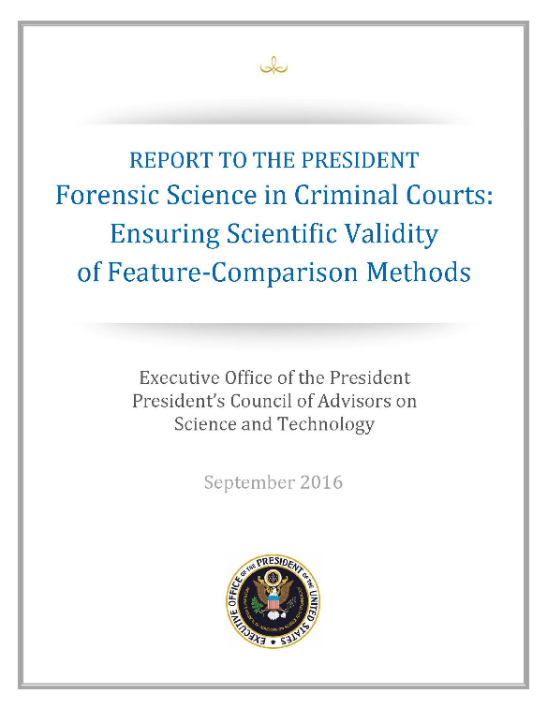 REPORT TO THE PRESIDENT
Forensic Science in Criminal Courts:
Ensuring Scientific Validity
of Feature-Comparison Methods
Executive Office of the President
President’s Council of Advisors on
Science and Technology
September 2016
EXECUTIVE OFFICE OF THE PRESIDENT OF THE UNITED STATES